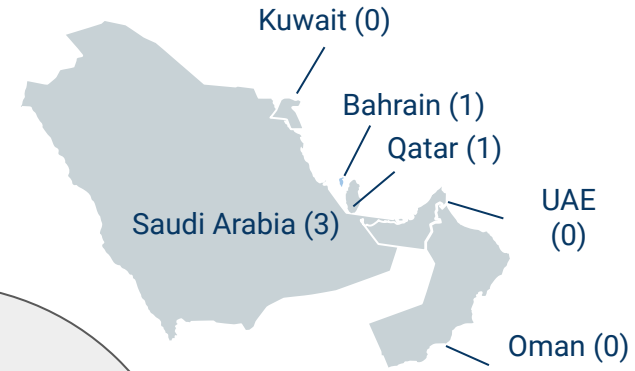 Kuwait (0)
Bahrain (1)
Qatar (1)
Saudi Arabia (3)
UAE
(0)
Oman (0)